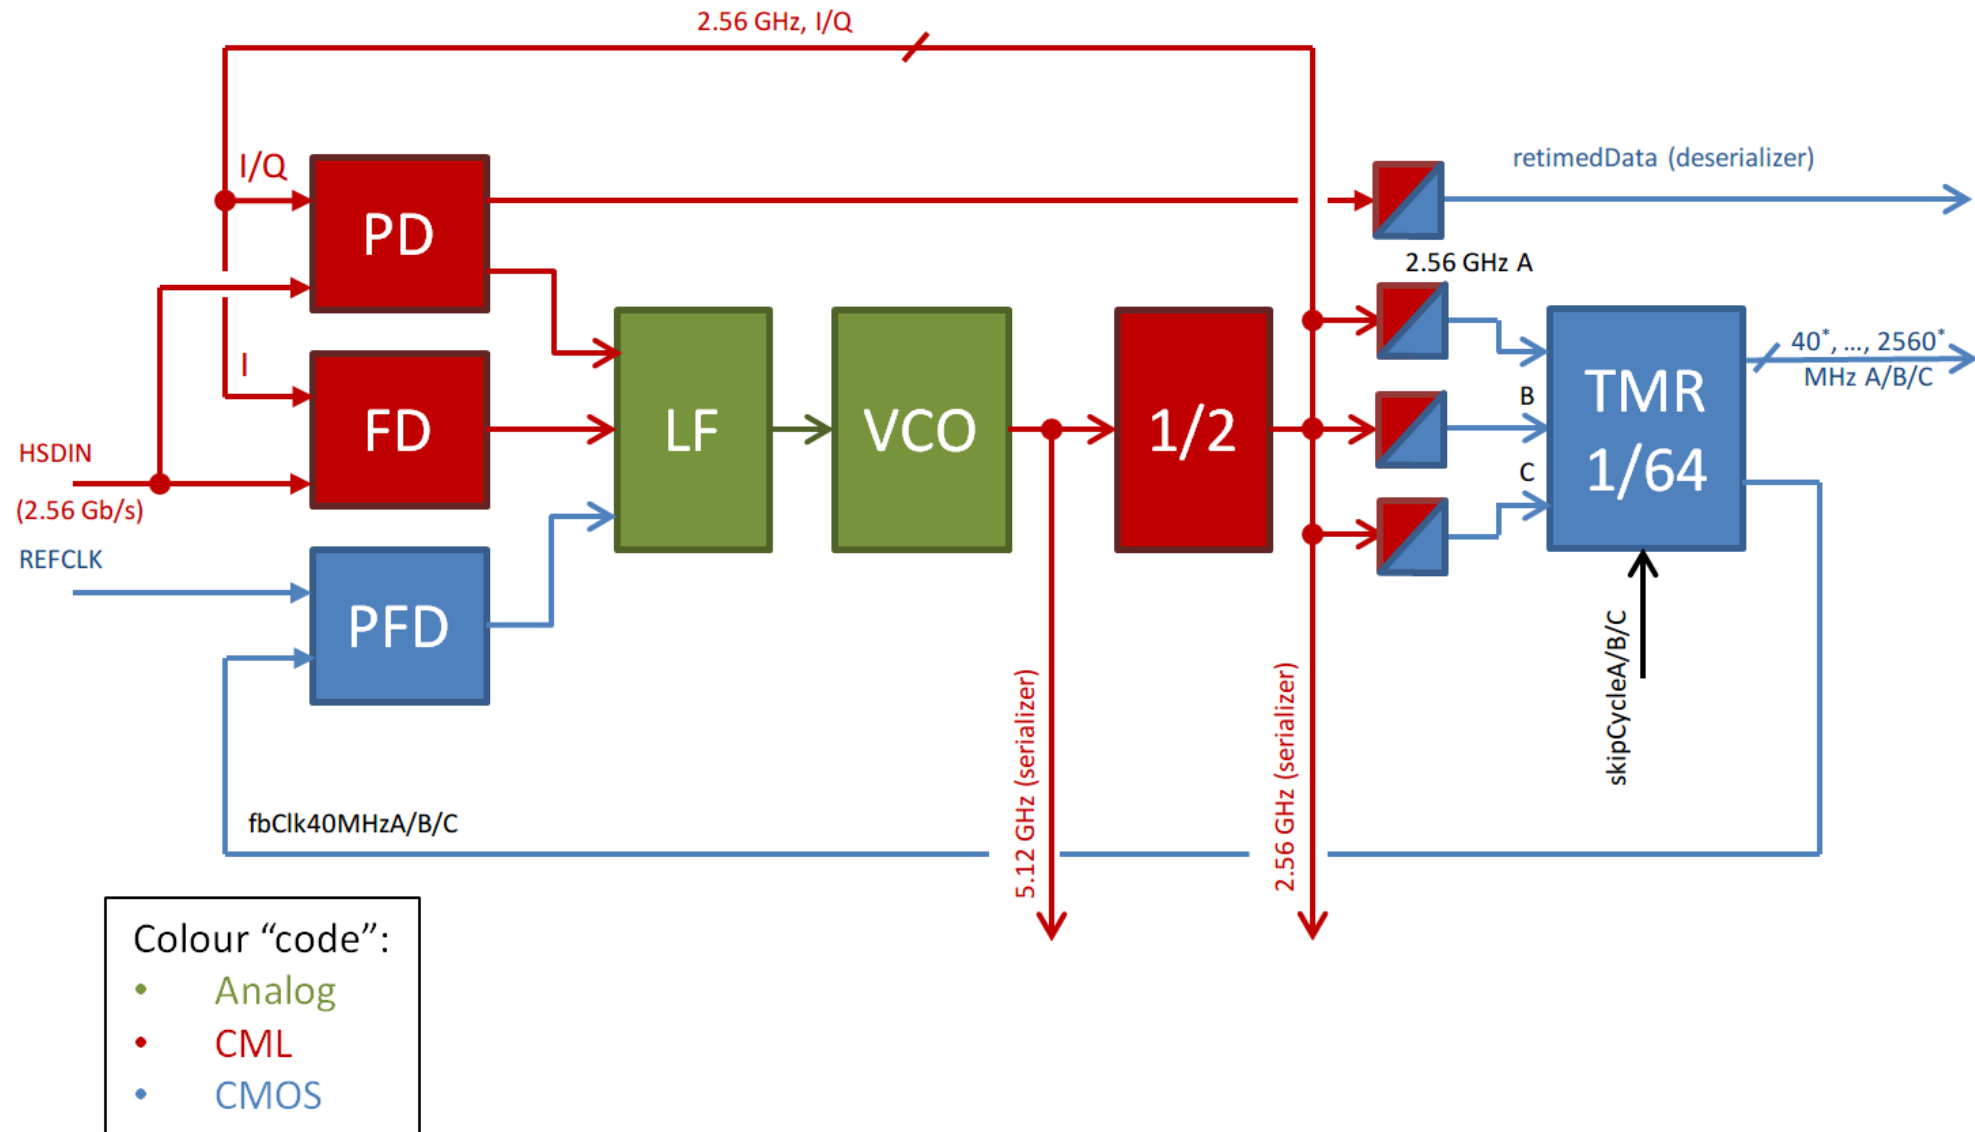 2.56 GHz, I/Q
I/Q
PD
retimedData (deserializer)
2.56 GHz A
I
FD
LF
VCO
1/2
B
C
TMR
1/64
40*, ..., 2560*
MHz A/B/C
HSDIN
(2.56 Gb/s)
REFCLK
PFD
skipCycleA/B/C
5.12 GHz (serializer)
2.56 GHz (serializer)
fbClk40MHzA/B/C
Colour “code”:
• Analog
• CML
• CMOS